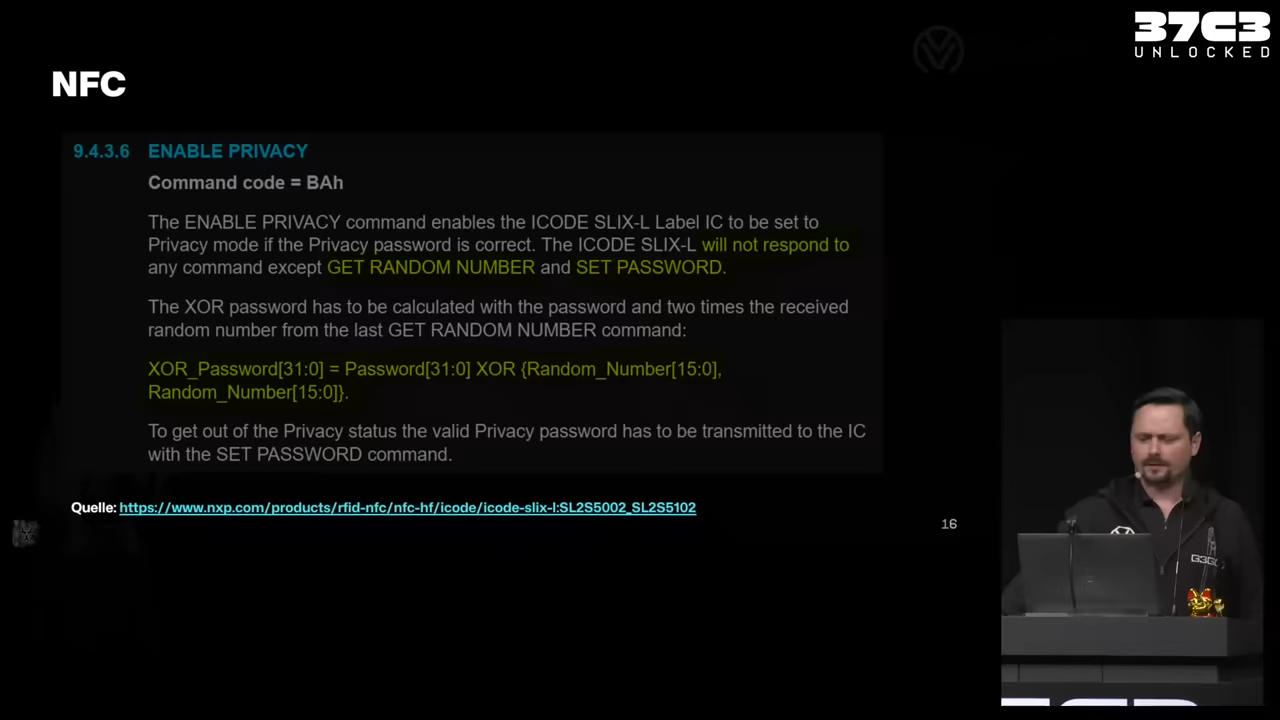 37C3
UNLOCKED
NFC
9.4.3.6 ENABLE PRIVACY
Command code = BAh
The ENABLE PRIVACY command enables the ICODE SLIX-L Label IC to be set to
Privacy mode if the Privacy password is correct. The ICODE SLIX-L will not respond to
any command except GET RANDOM NUMBER and SET PASSWORD.
The XOR password has to be calculated with the password and two times the received
random number from the last GET RANDOM NUMBER command:
XOR_Password[31:0] = Password[31:0] XOR {Random_Number[15:0],
Random_Number[15:0]}.
To get out of the Privacy status the valid Privacy password has to be transmitted to the IC
with the SET PASSWORD command.
Quelle: https://www.nxp.com/products/rfid-nfc/nfc-hf/icode/icode-slix-l:SL2S5002_SL2S5102
16